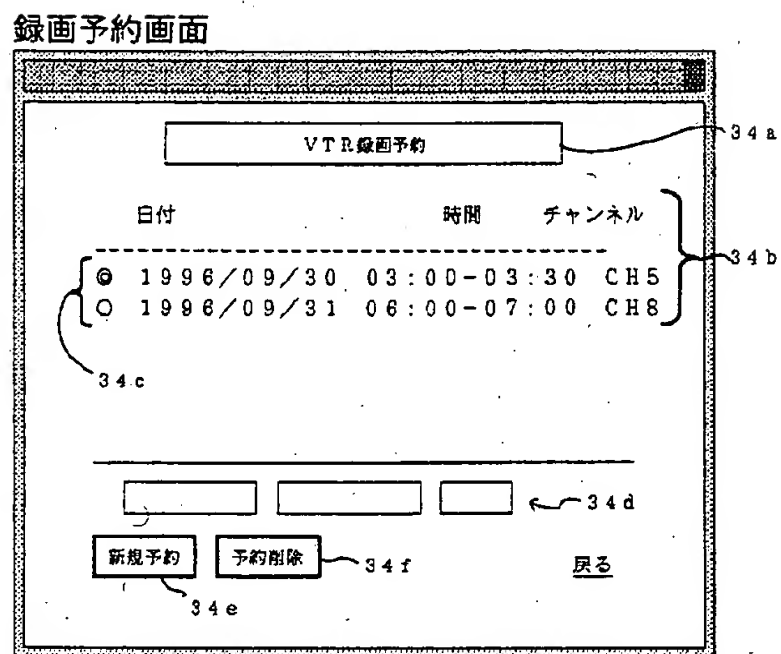 録画予約画面
VTR録画予約 34a
日付 時間 チャンネル
34b
◎ 1996/09/30 03:00-03:30 CH5
○ 1996/09/31 06:00-07:00 CH8
34c
34d
新規予約 予約削除 34f 戻る
34e